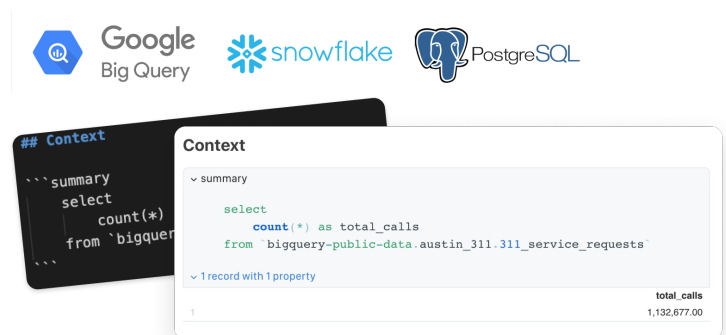 Google
Big Query
snowflake
PostgreSQL
## Context
```summary
select
count(*)
from `bigquer
```
Context
summary
select
count(*) as total_calls
from `bigquery-public-data.austin_311.311_service_requests`
1 record with 1 property
total_calls
1 1,132,677.00